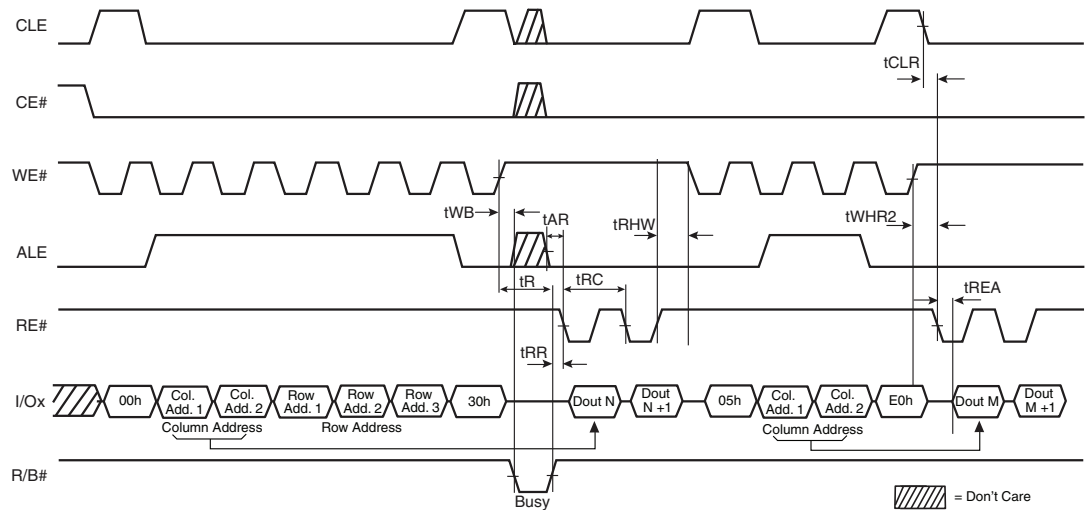 CLE
tCLR
CE#
WE#
tWB
tAR
tRHW
tWHR2
ALE
tR
tRC
tREA
RE#
tRR
I/Ox
00h
Col. Add. 1
Col. Add. 2
Row Add. 1
Row Add. 2
Row Add. 3
30h
Dout N
Dout N +1
05h
Col. Add. 1
Col. Add. 2
E0h
Dout M
Dout M +1
Column Address
Row Address
Column Address
R/B#
Busy
= Don't Care